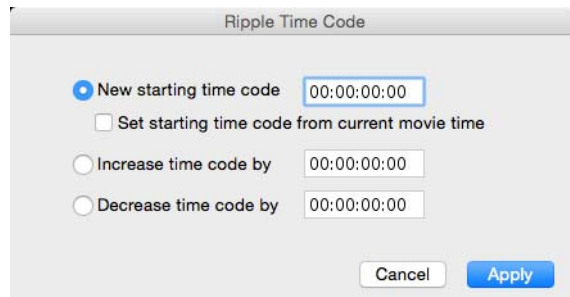 Ripple Time Code
New starting time code 00:00:00:00
Set starting time code from current movie time
Increase time code by 00:00:00:00
Decrease time code by 00:00:00:00
Cancel Apply